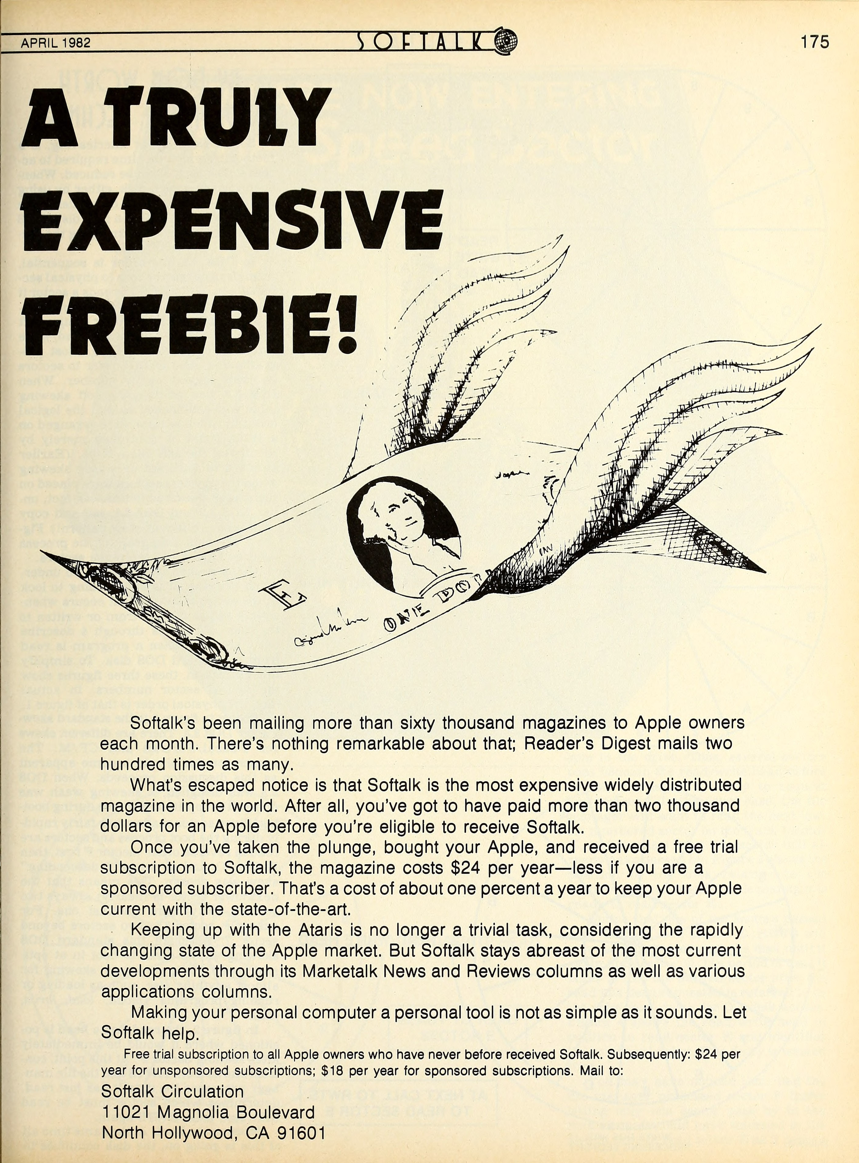 APRIL 1982
SOFTALK
175
A TRULY
EXPENSIVE
FREEBIE!
E
ONE DOL
Softalk's been mailing more than sixty thousand magazines to Apple owners
each month. There's nothing remarkable about that; Reader's Digest mails two
hundred times as many.
What's escaped notice is that Softalk is the most expensive widely distributed
magazine in the world. After all, you've got to have paid more than two thousand
dollars for an Apple before you're eligible to receive Softalk.
Once you've taken the plunge, bought your Apple, and received a free trial
subscription to Softalk, the magazine costs $24 per year—less if you are a
sponsored subscriber. That's a cost of about one percent a year to keep your Apple
current with the state-of-the-art.
Keeping up with the Ataris is no longer a trivial task, considering the rapidly
changing state of the Apple market. But Softalk stays abreast of the most current
developments through its Marketalk News and Reviews columns as well as various
applications columns.
Making your personal computer a personal tool is not as simple as it sounds. Let
Softalk help.
Free trial subscription to all Apple owners who have never before received Softalk. Subsequently: $24 per
year for unsponsored subscriptions; $18 per year for sponsored subscriptions. Mail to:
Softalk Circulation
11021 Magnolia Boulevard
North Hollywood, CA 91601